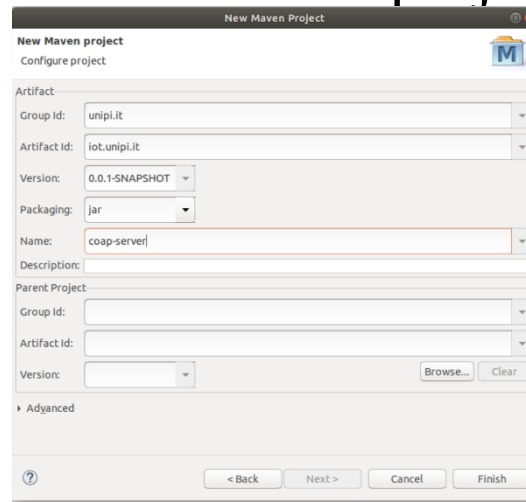 New Maven Project
New Maven project
Configure project
M
Artifact
Group Id: unipi.it
Artifact Id: iot.unipi.it
Version: 0.0.1-SNAPSHOT
Packaging: jar
Name: coap-server
Description:
Parent Project
Group Id:
Artifact Id:
Version: Browse... Clear
Advanced
? < Back Next > Cancel Finish